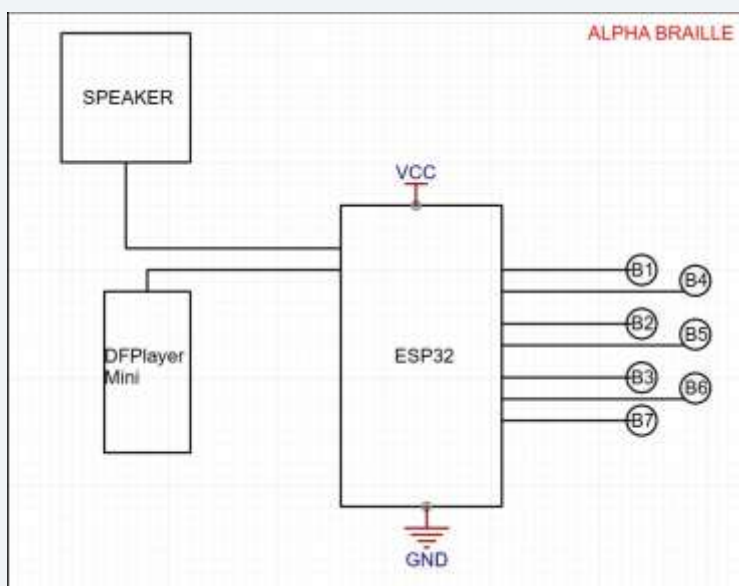 ALPHA BRAILLE
SPEAKER
VCC
B1
B4
B2
B5
DFPlayer
Mini
ESP32
B3
B6
B7
GND